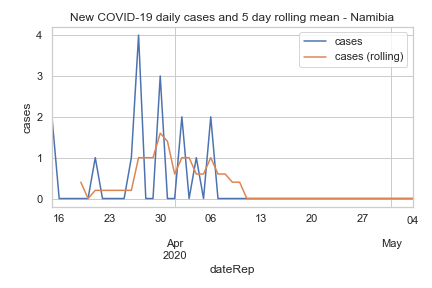 New COVID-19 daily cases and 5 day rolling mean - Namibia
cases
cases (rolling)
cases
4
3
2
1
0
16 23 30 06 13 20 27 04
Apr May
2020
dateRep